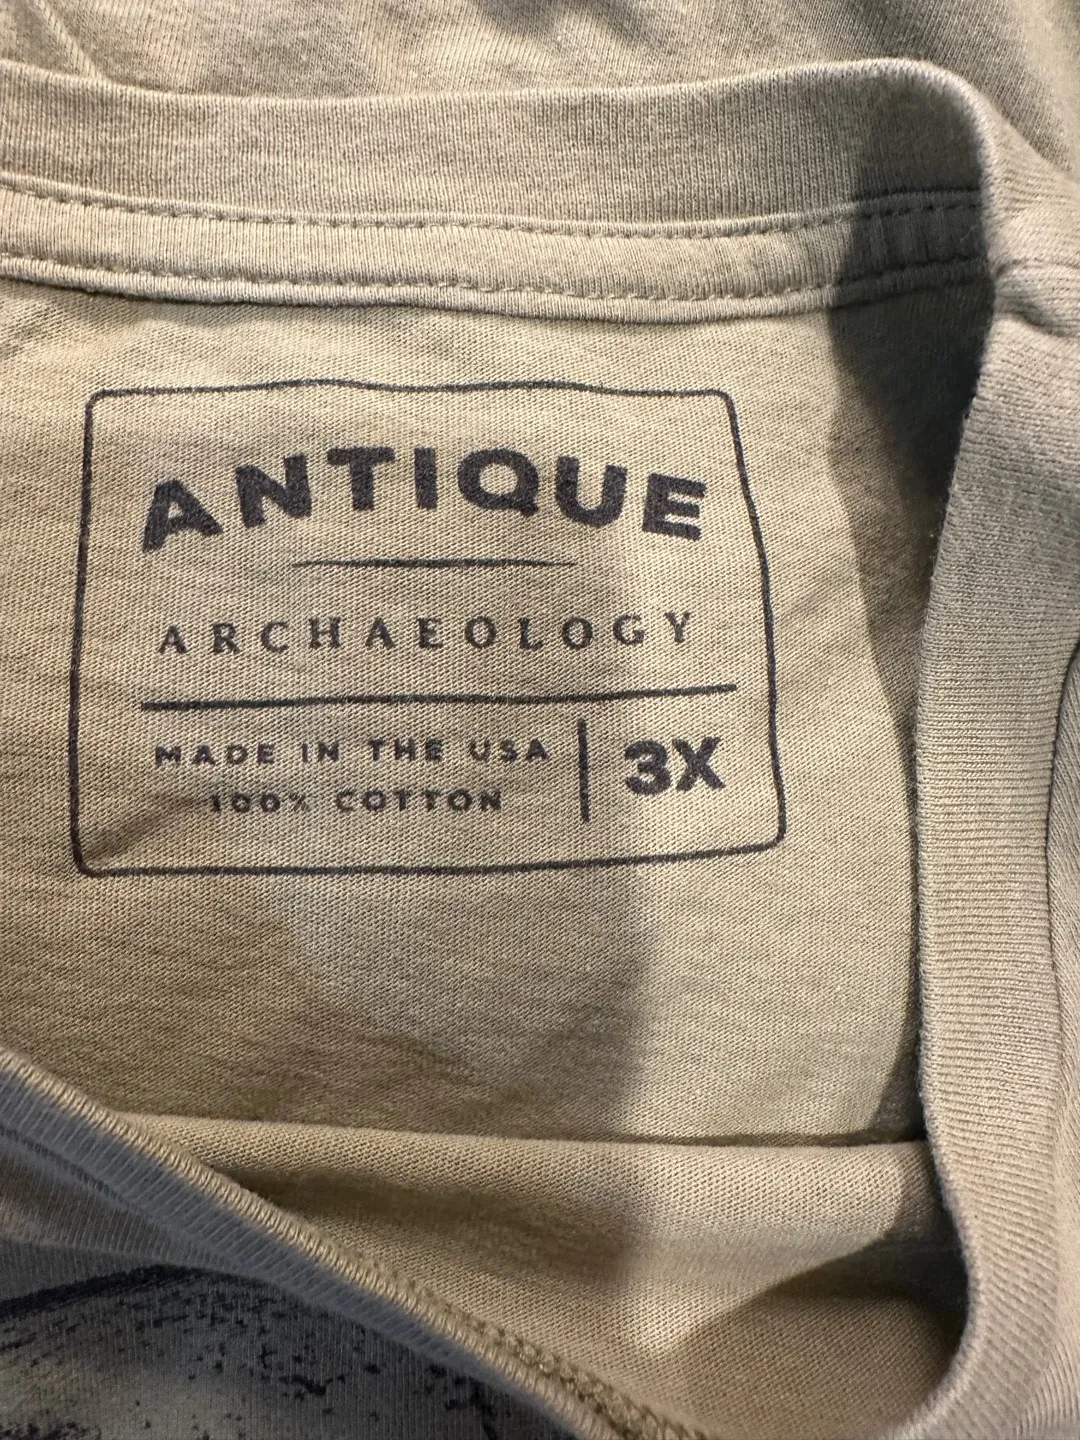 ANTIQUE
ARCHAEOLOGY
MADE IN THE USA
100% COTTON
3X